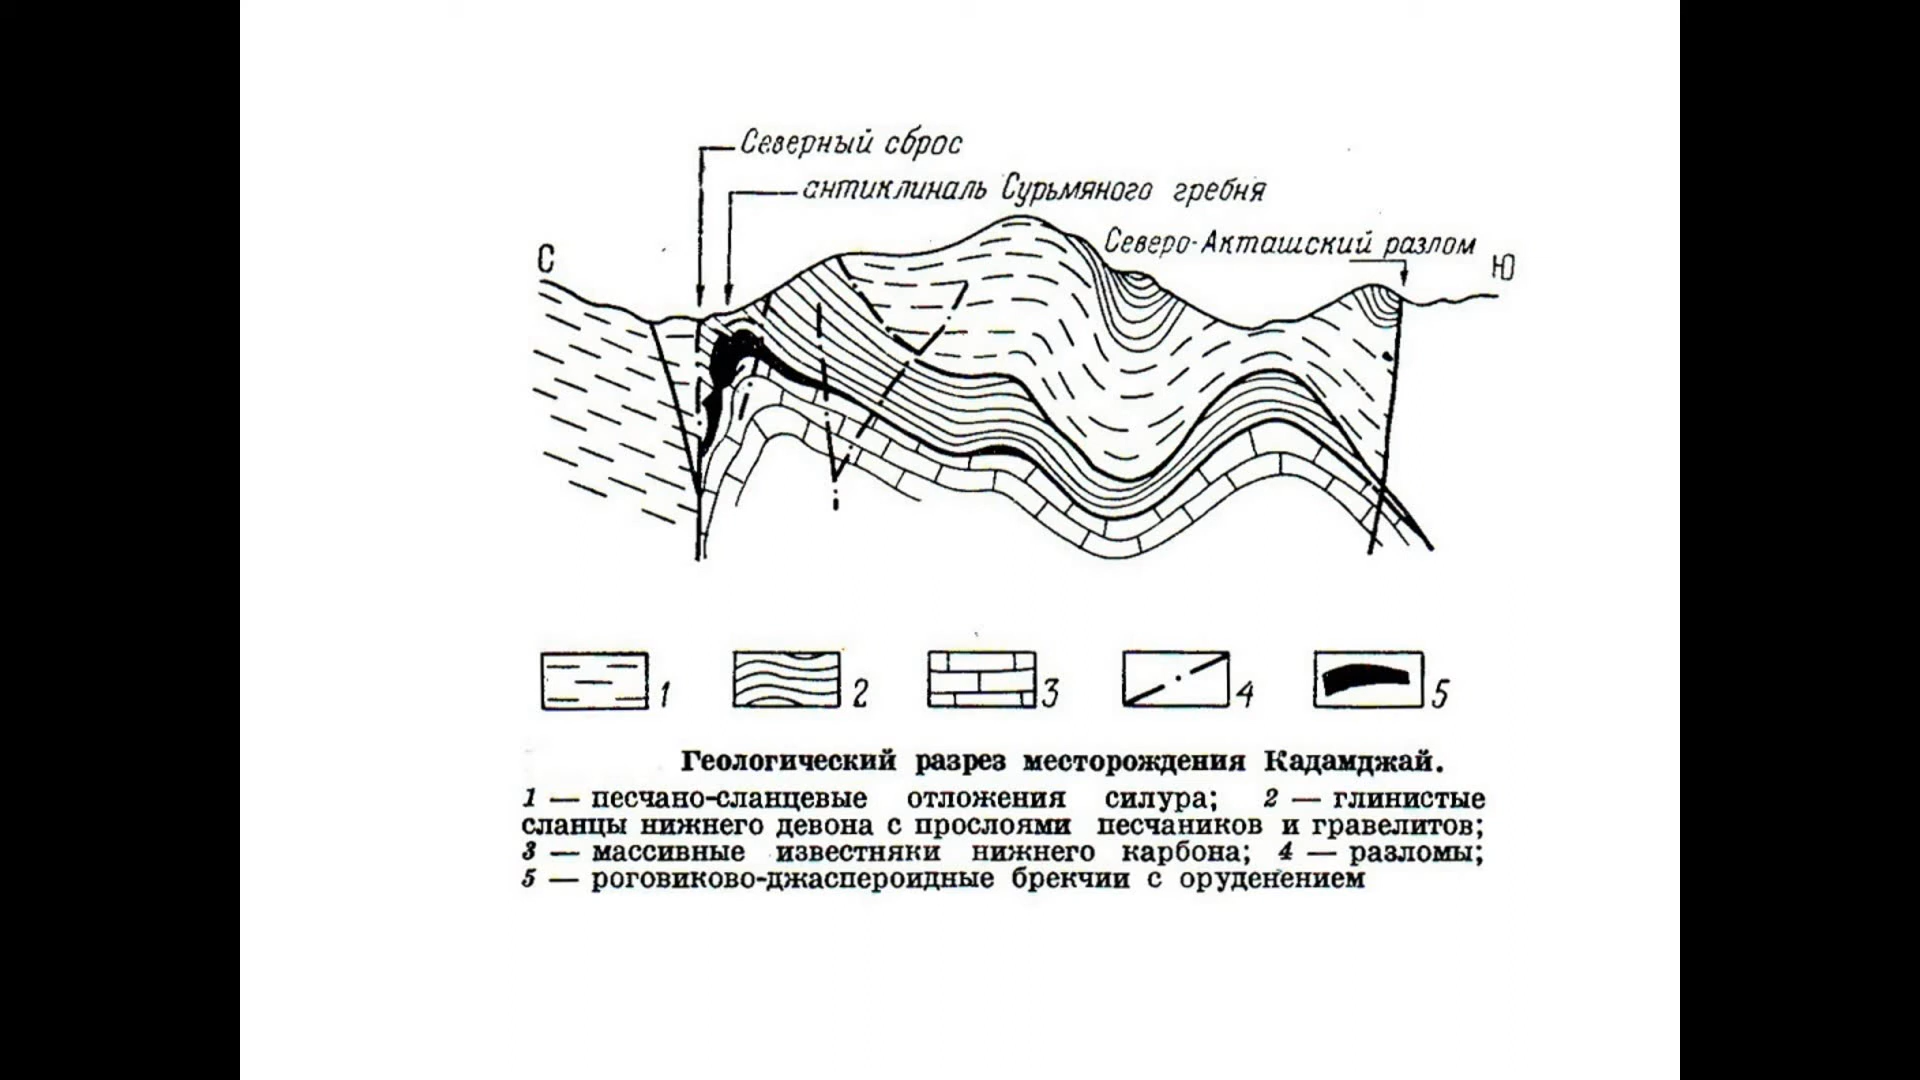 Северный сброс
антиклиналь Сурьмяного гребня
Северо-Акташский разлом
С
Ю
1 2 3 4 5
Геологический разрез месторождения Кадамджай.
1 — песчано-сланцевые отложения силура; 2 — глинистые
сланцы нижнего девона с прослоями песчаников и гравелитов;
3 — массивные известняки нижнего карбона; 4 — разломы;
5 — роговиково-джаспероидные брекчии с оруденением